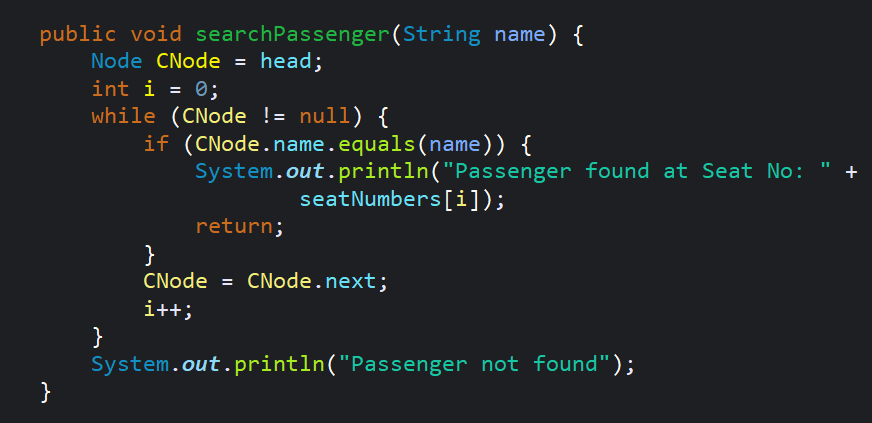 public void searchPassenger(String name) {
    Node CNode = head;
    int i = 0;
    while (CNode != null) {
        if (CNode.name.equals(name)) {
            System.out.println("Passenger found at Seat No: " +
                    seatNumbers[i]);
            return;
        }
        CNode = CNode.next;
        i++;
    }
    System.out.println("Passenger not found");
}